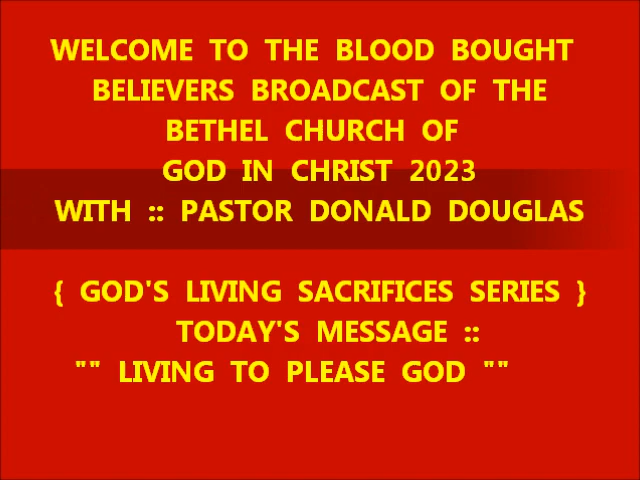 WELCOME TO THE BLOOD BOUGHT
BELIEVERS BROADCAST OF THE
BETHEL CHURCH OF
GOD IN CHRIST 2023
WITH :: PASTOR DONALD DOUGLAS
{ GOD'S LIVING SACRIFICES SERIES }
TODAY'S MESSAGE ::
"" LIVING TO PLEASE GOD ""